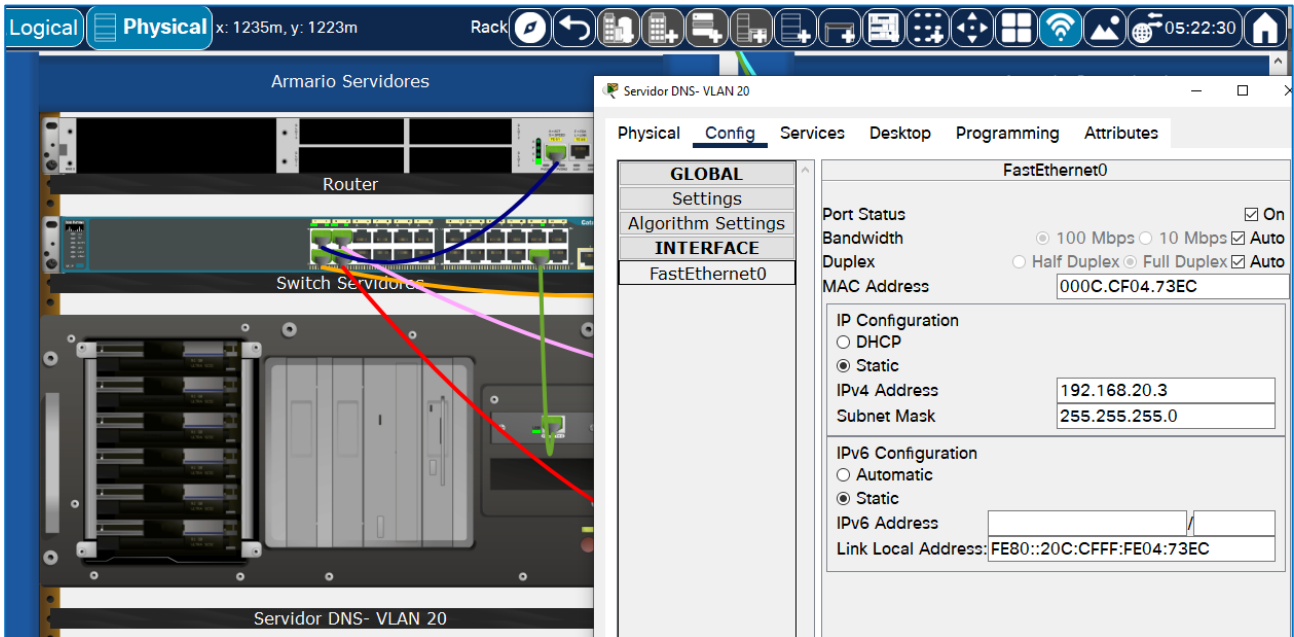 Logical Physical x: 1235m, y: 1223m Rack 05:22:30
Armario Servidores
Router
Switch Servidores
Servidor DNS- VLAN 20
Servidor DNS- VLAN 20
Physical Config Services Desktop Programming Attributes
GLOBAL
Settings
Algorithm Settings
INTERFACE
FastEthernet0
FastEthernet0
Port Status On
Bandwidth 100 Mbps 10 Mbps Auto
Duplex Half Duplex Full Duplex Auto
MAC Address 000C.CF04.73EC
IP Configuration
DHCP
Static
IPv4 Address 192.168.20.3
Subnet Mask 255.255.255.0
IPv6 Configuration
Automatic
Static
IPv6 Address /
Link Local Address: FE80::20C:CFFF:FE04:73EC